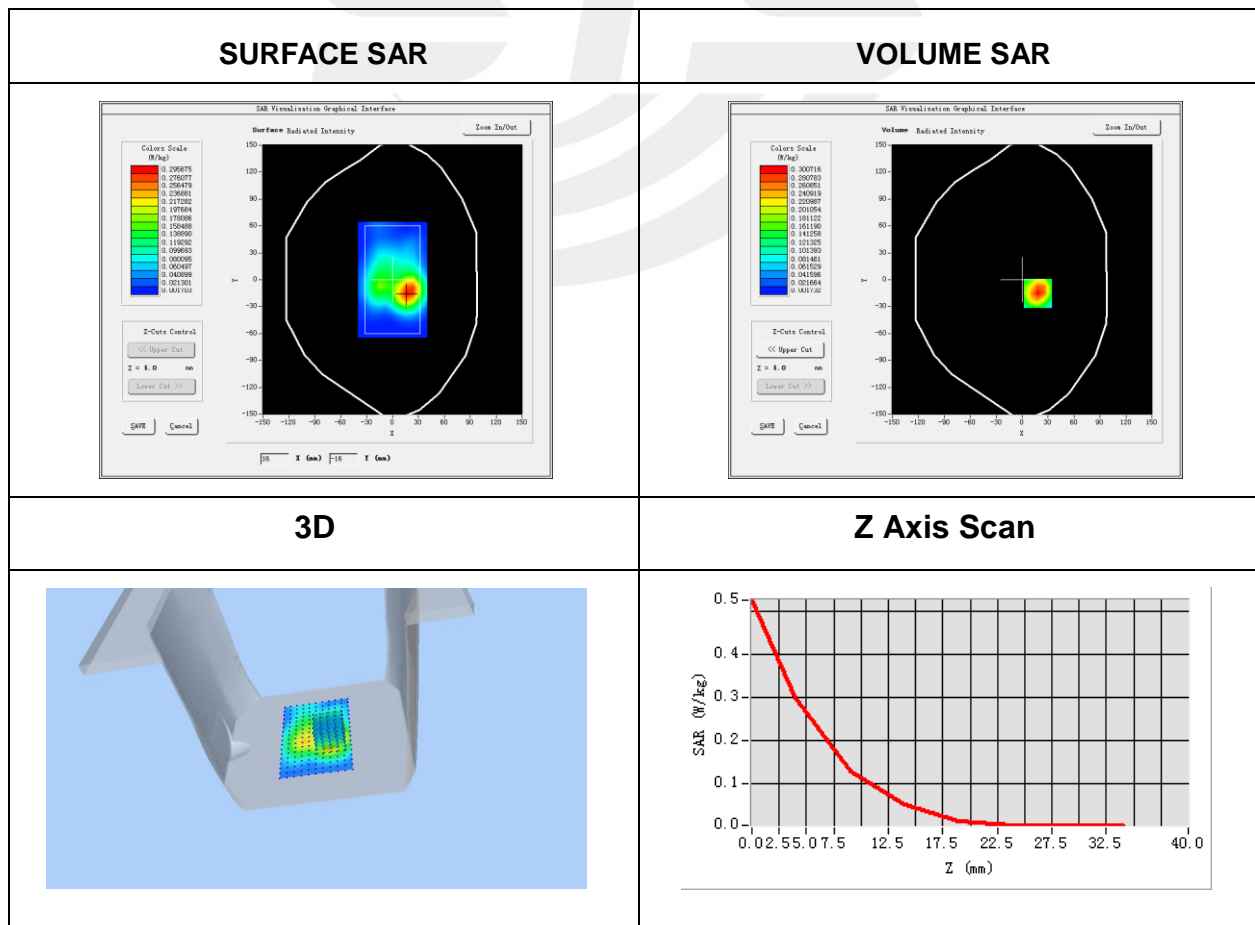 SURFACE SAR
VOLUME SAR
SAR Visualisation Graphical Interface
Surface Radiated Intensity
Zoom In/Out
Colors Scale
(W/kg)
0.295675
0.276077
0.256479
0.236881
0.217282
0.197684
0.178086
0.158488
0.138890
0.119292
0.099693
0.080095
0.060497
0.040899
0.021301
0.001703
Z-Cuts Control
<< Upper Cut
Lower Cut >>
SAVE
Cancel
150
120
90
60
30
0
-30
-60
-90
-120
-150
Y
-150 -120 -90 -60 -30 0 30 60 90 120 150
X
16 X (mm) -16 Y (mm)
SAR Visualisation Graphical Interface
Volume Radiated Intensity
Zoom In/Out
Colors Scale
(W/kg)
0.300716
0.280783
0.260851
0.240919
0.220987
0.201054
0.181122
0.161190
0.141258
0.121325
0.101393
0.081461
0.061529
0.041596
0.021664
0.001732
Z-Cuts Control
<< Upper Cut
Lower Cut >>
SAVE
Cancel
150
120
90
60
30
0
-30
-60
-90
-120
-150
Y
-150 -120 -90 -60 -30 0 30 60 90 120 150
X
3D
Z Axis Scan
0.5
0.4
0.3
0.2
0.1
0.0
SAR (W/kg)
0.0 2.5 5.0 7.5 12.5 17.5 22.5 27.5 32.5 40.0
Z (mm)